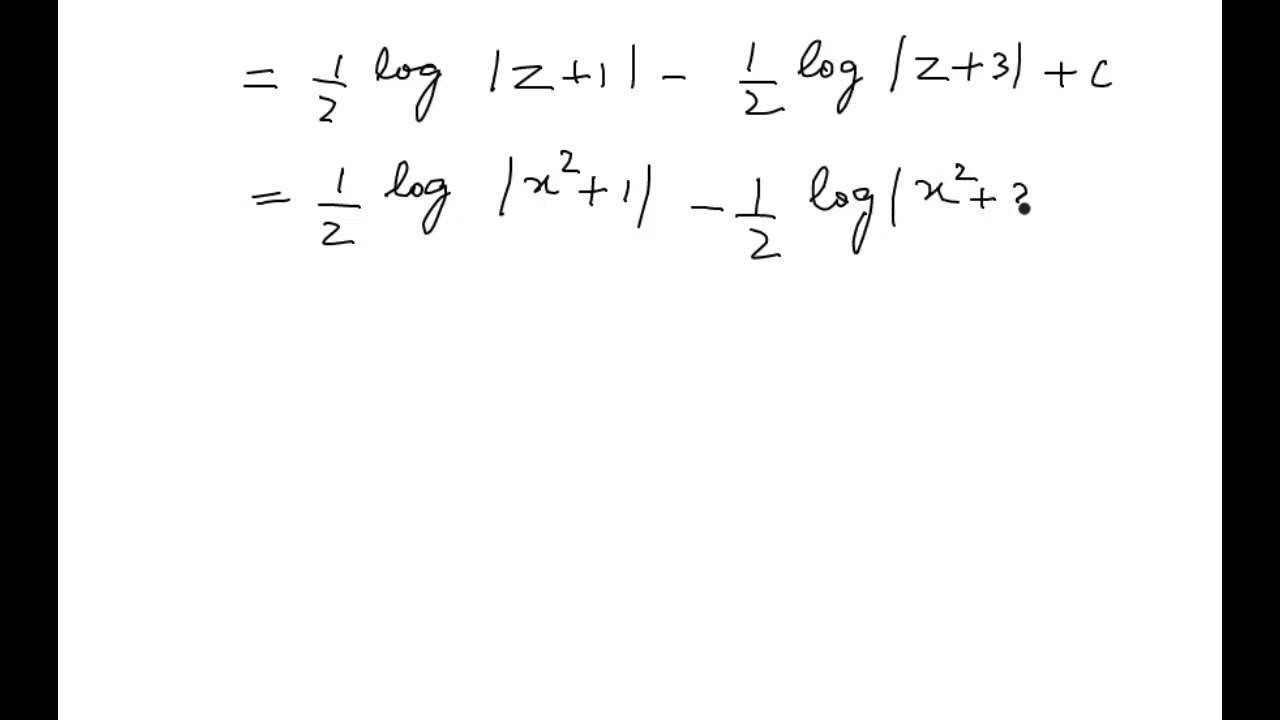 = 1/2 log |z+1| - 1/2 log |z+3| + c
= 1/2 log |x²+1| - 1/2 log |x²+